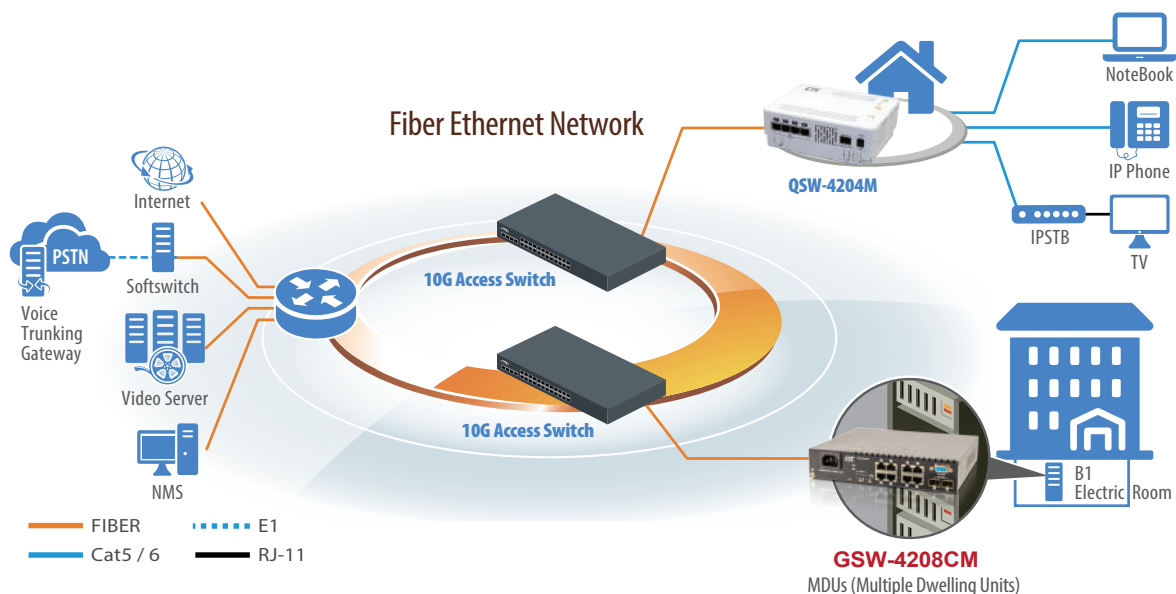 Fiber Ethernet Network
NoteBook
IP Phone
QSW-4204M
IPSTB
TV
Internet
PSTN
Softswitch
Voice
Trunking
Gateway
Video Server
NMS
10G Access Switch
10G Access Switch
B1
Electric Room
FIBER
E1
Cat5 / 6
RJ-11
GSW-4208CM
MDUs (Multiple Dwelling Units)